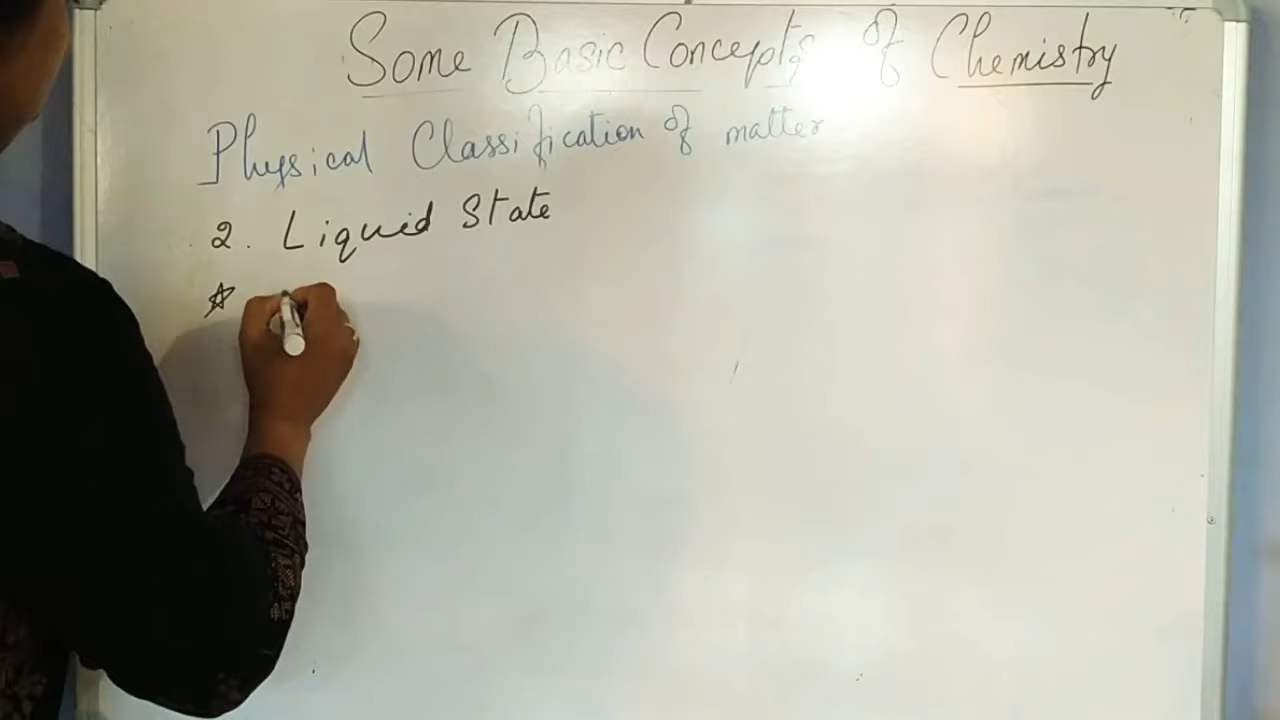 Some Basic Concepts of Chemistry
Physical Classification of matter
2. Liquid State